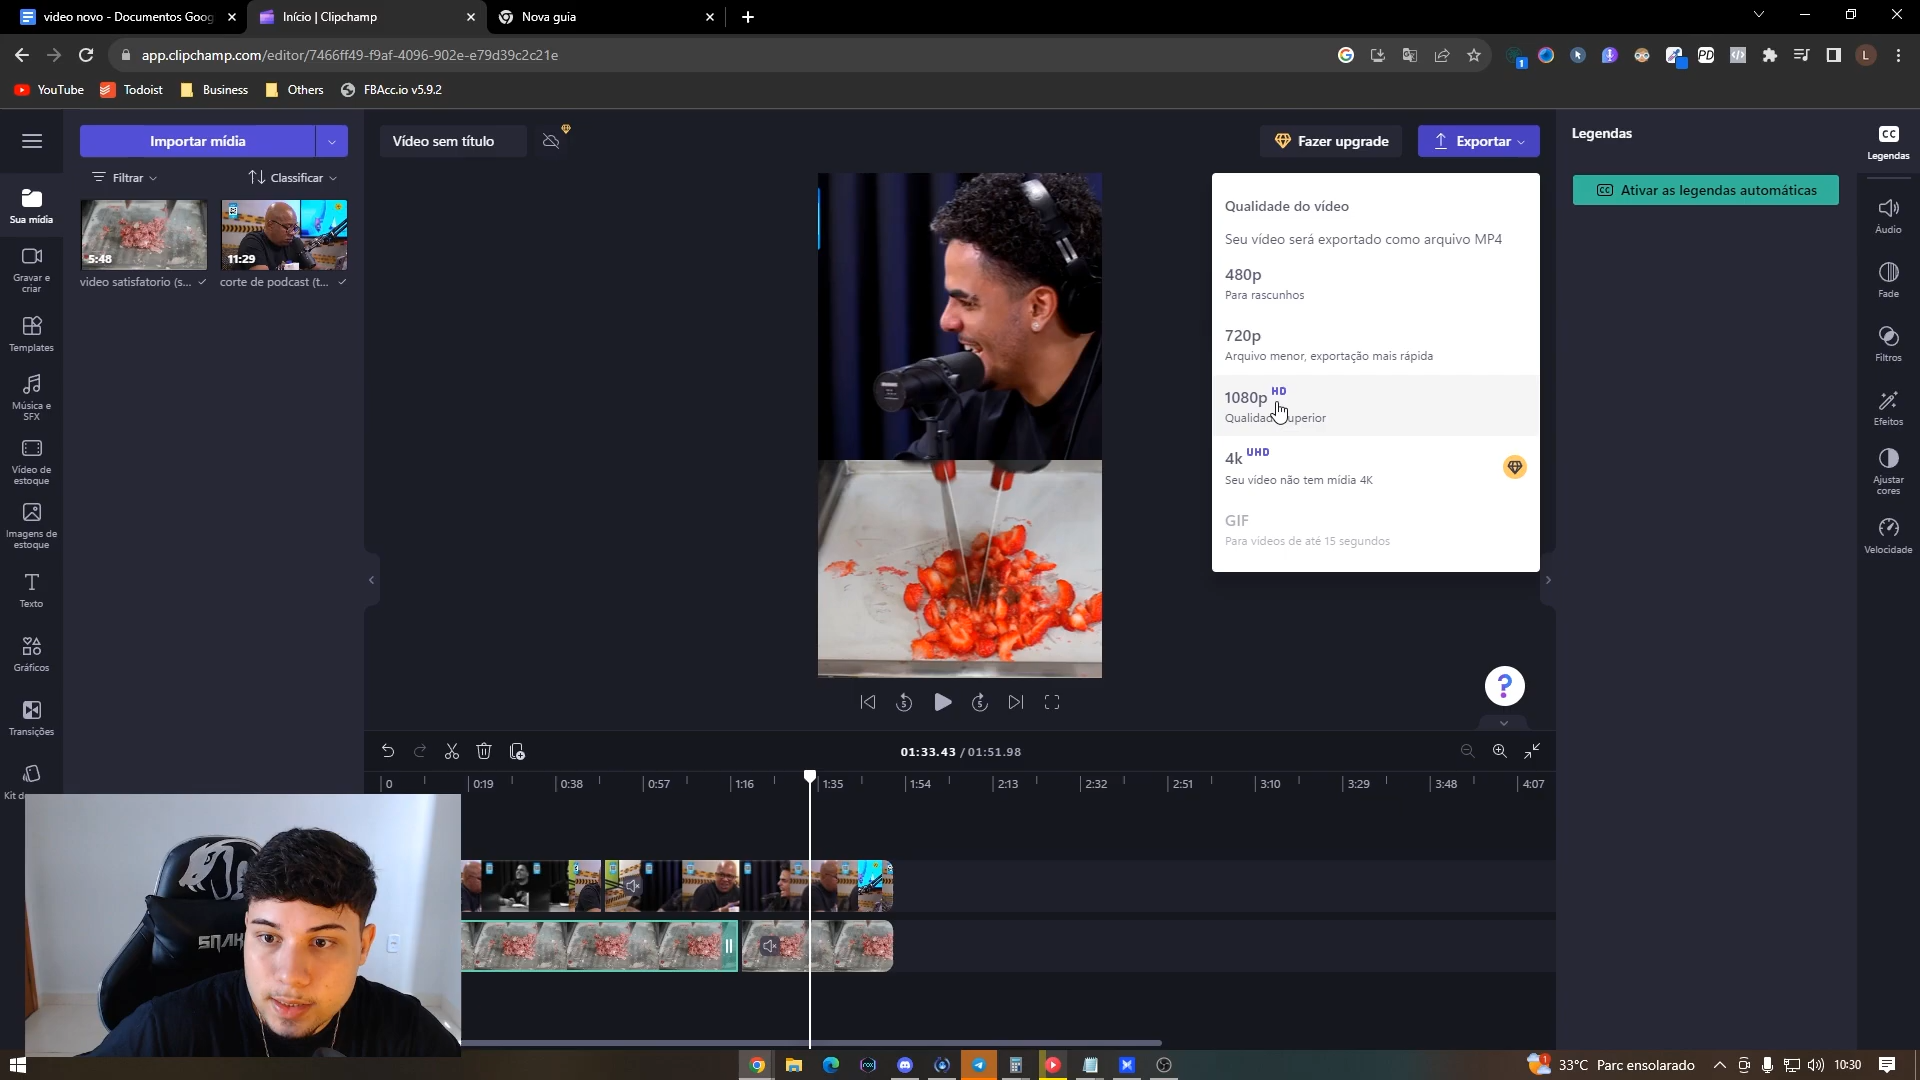 video novo - Documentos Goog
Início | Clipchamp
Nova guia
app.clipchamp.com/editor/7466ff49-f9af-4096-902e-e79d39c2c21e
YouTube
Todoist
Business
Others
FBAcc.io v5.9.2
Importar mídia
Vídeo sem título
Fazer upgrade
Exportar
Legendas
Legendas
Filtrar
Classificar
Ativar as legendas automáticas
Sua mídia
5:48
11:29
video satisfatorio (s...
corte de podcast (t...
Gravar e
criar
Templates
Música e
SFX
Vídeo de
estoque
Imagens de
estoque
Texto
Gráficos
Transições
Qualidade do vídeo
Seu vídeo será exportado como arquivo MP4
480p
Para rascunhos
720p
Arquivo menor, exportação mais rápida
1080p HD
4k UHD
Seu vídeo não tem mídia 4K
GIF
Para vídeos de até 15 segundos
Áudio
Fade
Filtros
Efeitos
Ajustar
cores
Velocidade
01:33.43 / 01:51.98
0
0:19
0:38
0:57
1:16
1:35
1:54
2:13
2:32
2:51
3:10
3:29
3:48
4:07
33°C Parc ensolarado
10:30